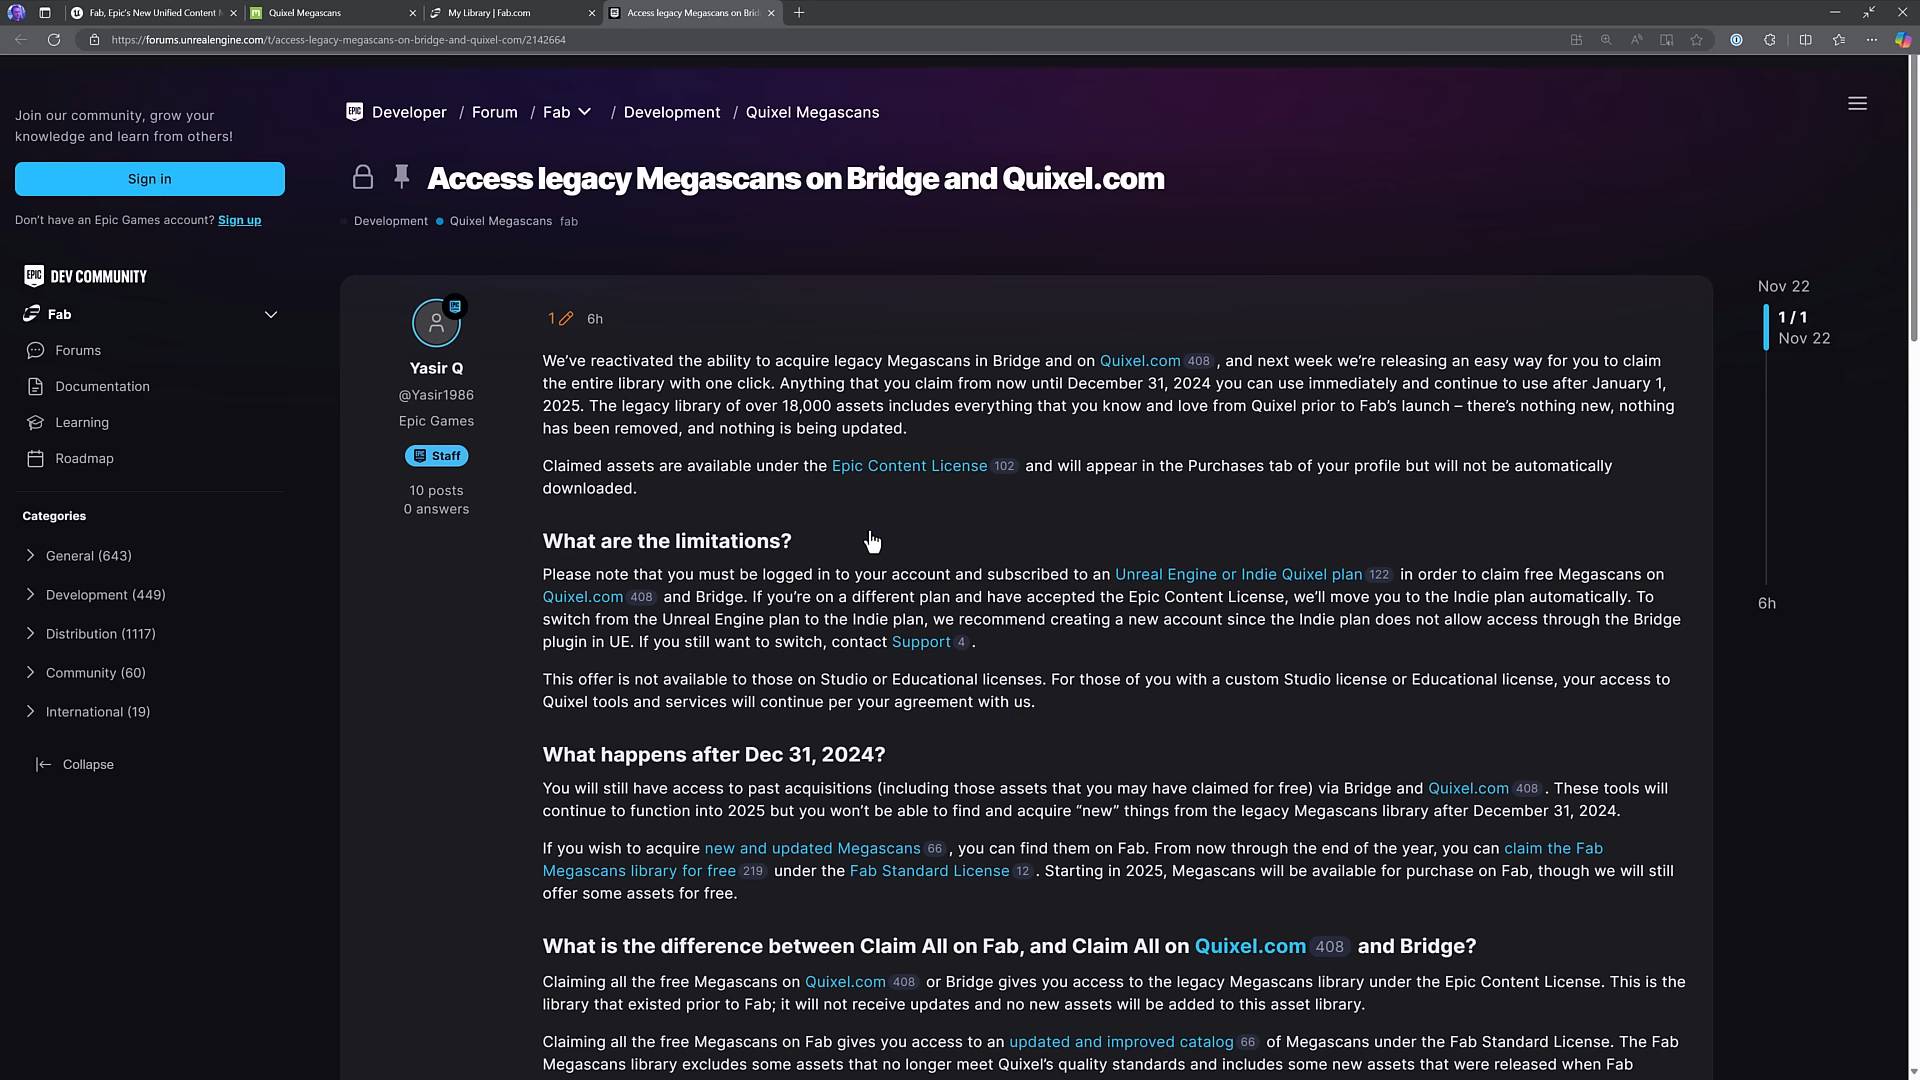 Fab, Epic's New Unified Content
Quixel Megascans
My Library | Fab.com
Access legacy Megascans on Brid
https://forums.unrealengine.com/t/access-legacy-megascans-on-bridge-and-quixel-com/2142664
Join our community, grow your
knowledge and learn from others!
Sign in
Don't have an Epic Games account? Sign up
EPIC DEV COMMUNITY
Fab
Forums
Documentation
Learning
Roadmap
Categories
General (643)
Development (449)
Distribution (1117)
Community (60)
International (19)
Collapse
EPIC Developer / Forum / Fab / Development / Quixel Megascans
Access legacy Megascans on Bridge and Quixel.com
Development Quixel Megascans fab
Yasir Q
@Yasir1986
Epic Games
Staff
10 posts
0 answers
1 6h
We've reactivated the ability to acquire legacy Megascans in Bridge and on Quixel.com 408 , and next week we're releasing an easy way for you to claim
the entire library with one click. Anything that you claim from now until December 31, 2024 you can use immediately and continue to use after January 1,
2025. The legacy library of over 18,000 assets includes everything that you know and love from Quixel prior to Fab's launch – there's nothing new, nothing
has been removed, and nothing is being updated.
Claimed assets are available under the Epic Content License 102 and will appear in the Purchases tab of your profile but will not be automatically
downloaded.
What are the limitations?
Please note that you must be logged in to your account and subscribed to an Unreal Engine or Indie Quixel plan 122 in order to claim free Megascans on
Quixel.com 408 and Bridge. If you're on a different plan and have accepted the Epic Content License, we'll move you to the Indie plan automatically. To
switch from the Unreal Engine plan to the Indie plan, we recommend creating a new account since the Indie plan does not allow access through the Bridge
plugin in UE. If you still want to switch, contact Support 4 .
This offer is not available to those on Studio or Educational licenses. For those of you with a custom Studio license or Educational license, your access to
Quixel tools and services will continue per your agreement with us.
What happens after Dec 31, 2024?
You will still have access to past acquisitions (including those assets that you may have claimed for free) via Bridge and Quixel.com 408 . These tools will
continue to function into 2025 but you won't be able to find and acquire “new” things from the legacy Megascans library after December 31, 2024.
If you wish to acquire new and updated Megascans 66 , you can find them on Fab. From now through the end of the year, you can claim the Fab
Megascans library for free 219 under the Fab Standard License 12 . Starting in 2025, Megascans will be available for purchase on Fab, though we will still
offer some assets for free.
What is the difference between Claim All on Fab, and Claim All on Quixel.com 408 and Bridge?
Claiming all the free Megascans on Quixel.com 408 or Bridge gives you access to the legacy Megascans library under the Epic Content License. This is the
library that existed prior to Fab; it will not receive updates and no new assets will be added to this asset library.
Claiming all the free Megascans on Fab gives you access to an updated and improved catalog 66 of Megascans under the Fab Standard License. The Fab
Megascans library excludes some assets that no longer meet Quixel's quality standards and includes some new assets that were released when Fab
Nov 22
1 / 1
Nov 22
6h